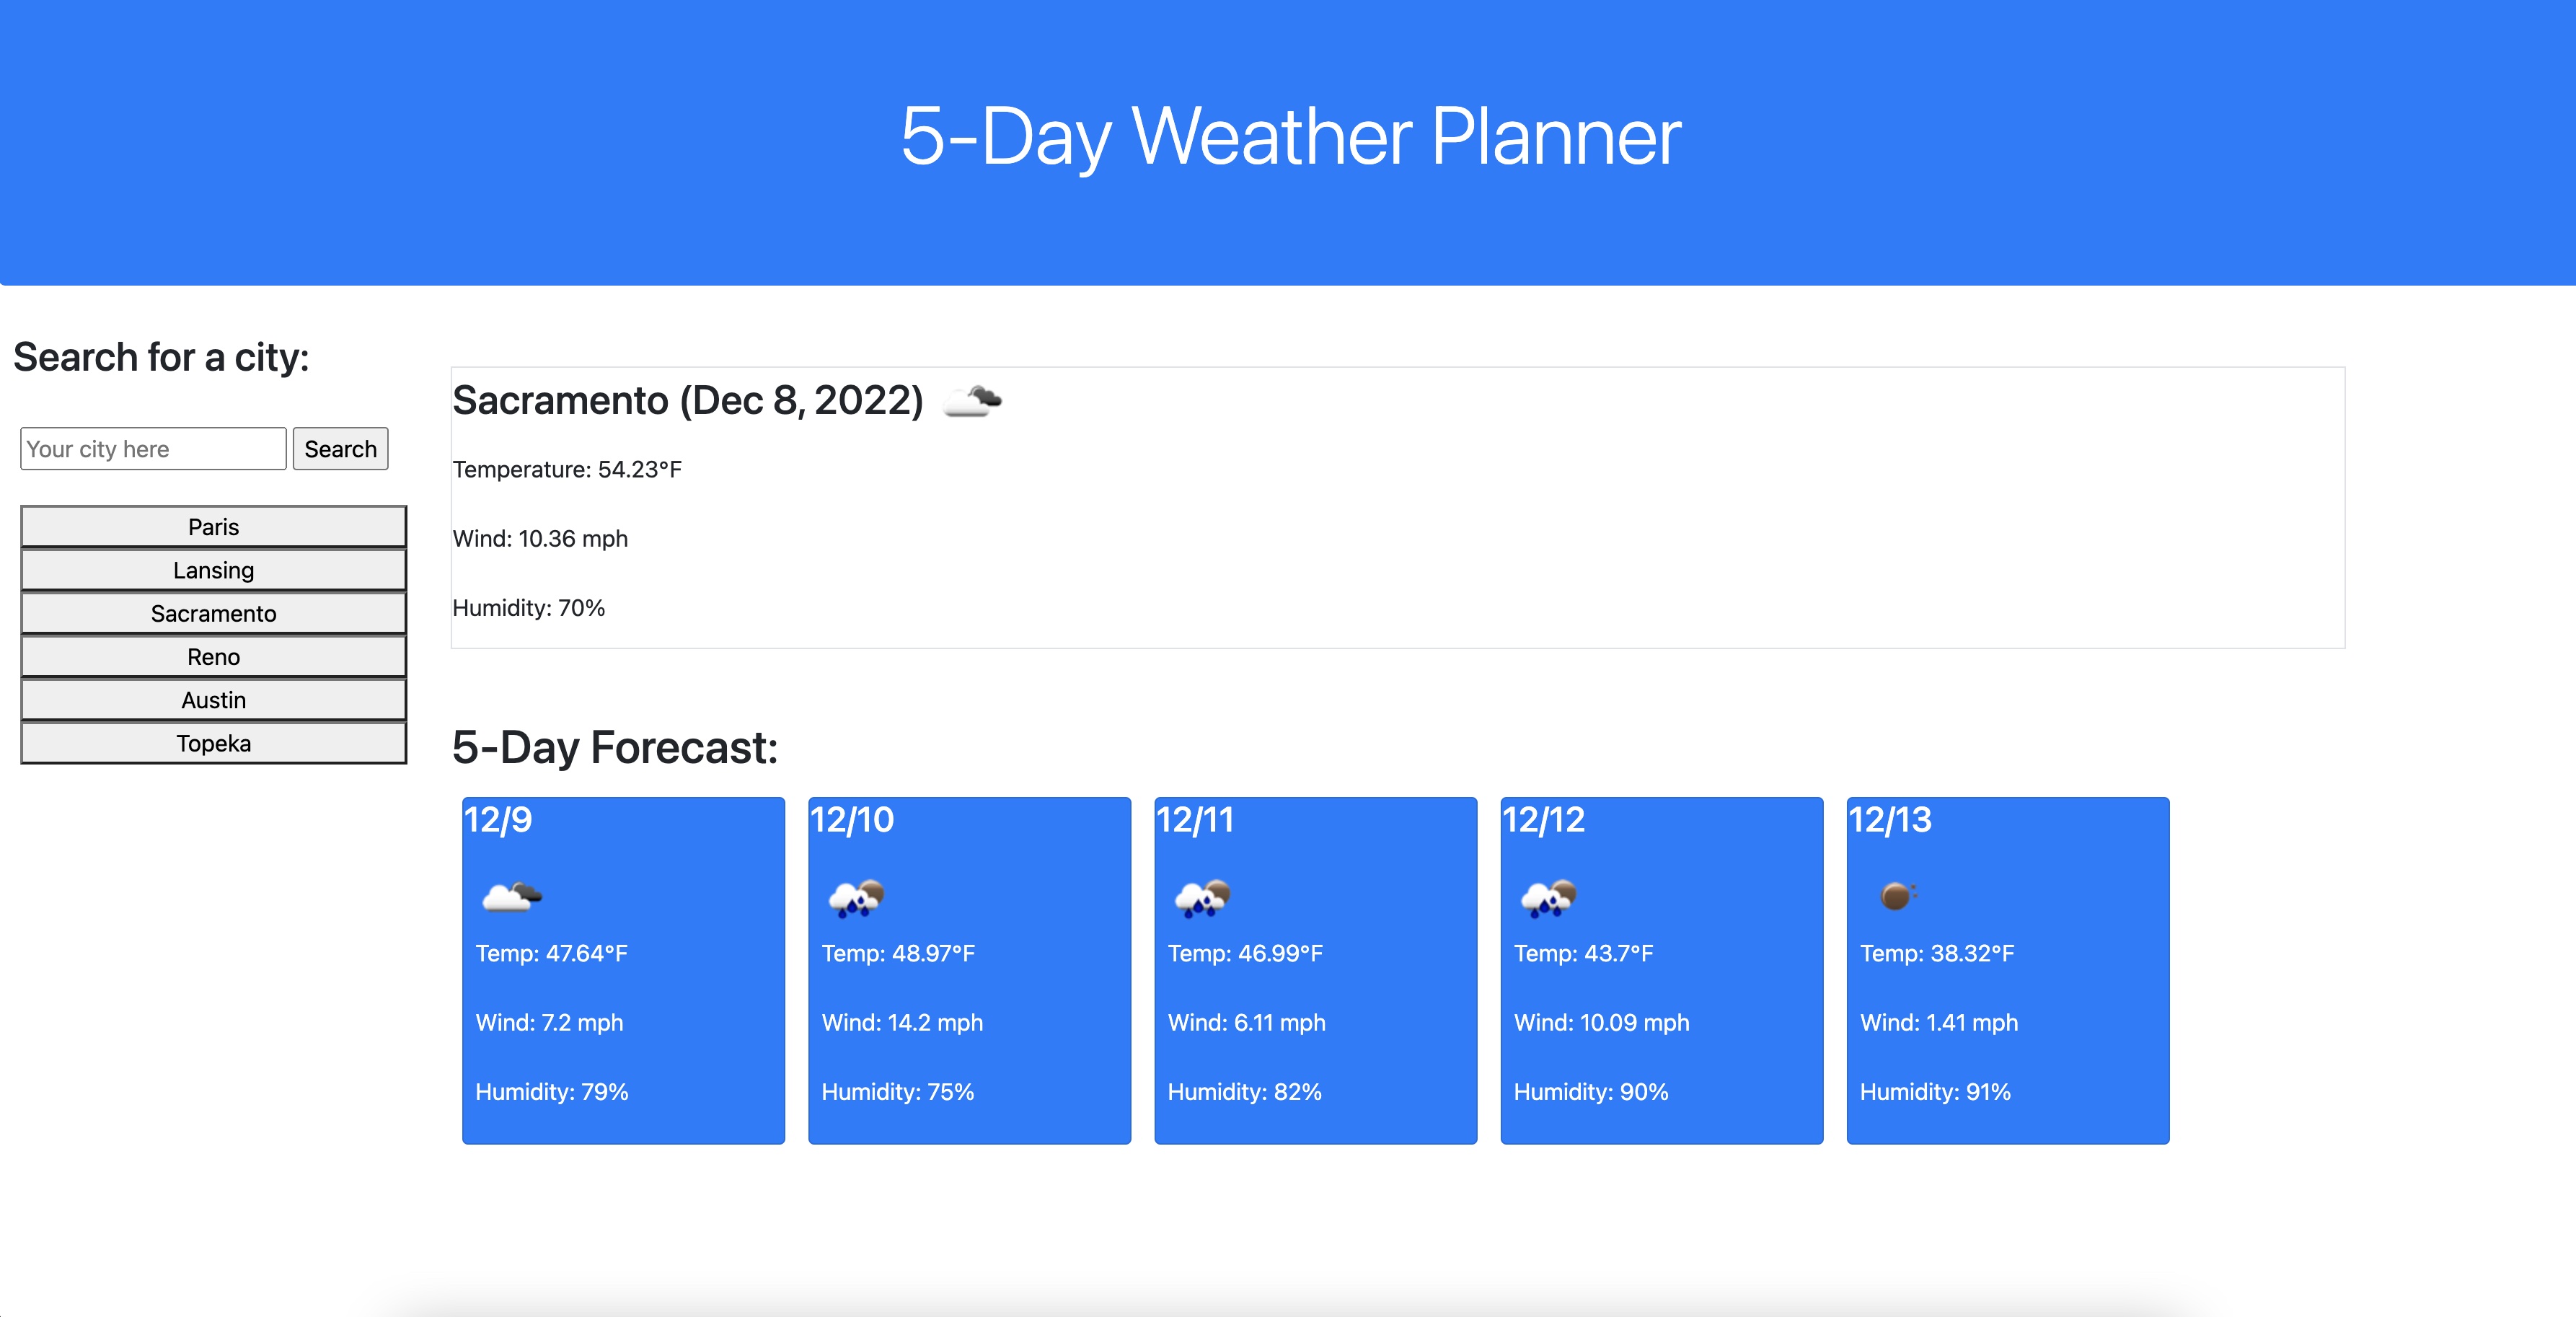 5-Day Weather Planner
Search for a city:
Your city here
Search
Paris
Lansing
Sacramento
Reno
Austin
Topeka
Sacramento (Dec 8, 2022)
Temperature: 54.23°F
Wind: 10.36 mph
Humidity: 70%
5-Day Forecast:
12/9
Temp: 47.64°F
Wind: 7.2 mph
Humidity: 79%
12/10
Temp: 48.97°F
Wind: 14.2 mph
Humidity: 75%
12/11
Temp: 46.99°F
Wind: 6.11 mph
Humidity: 82%
12/12
Temp: 43.7°F
Wind: 10.09 mph
Humidity: 90%
12/13
Temp: 38.32°F
Wind: 1.41 mph
Humidity: 91%